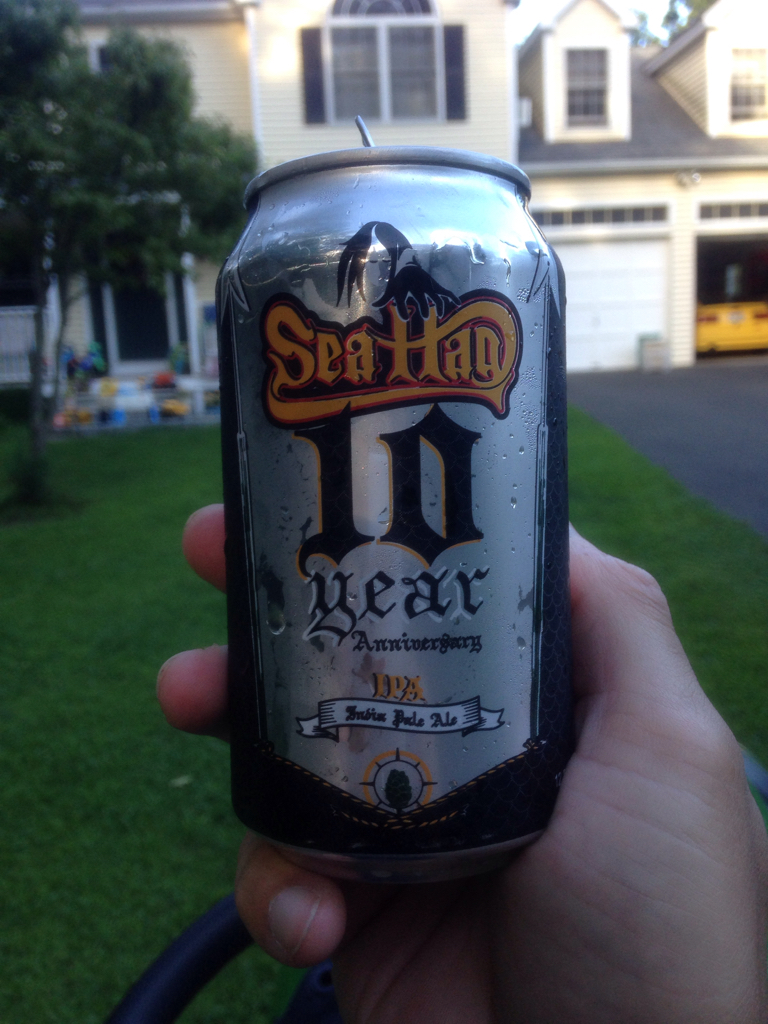 Sea Hag
10
year
Anniversary
IPA
India Pale Ale